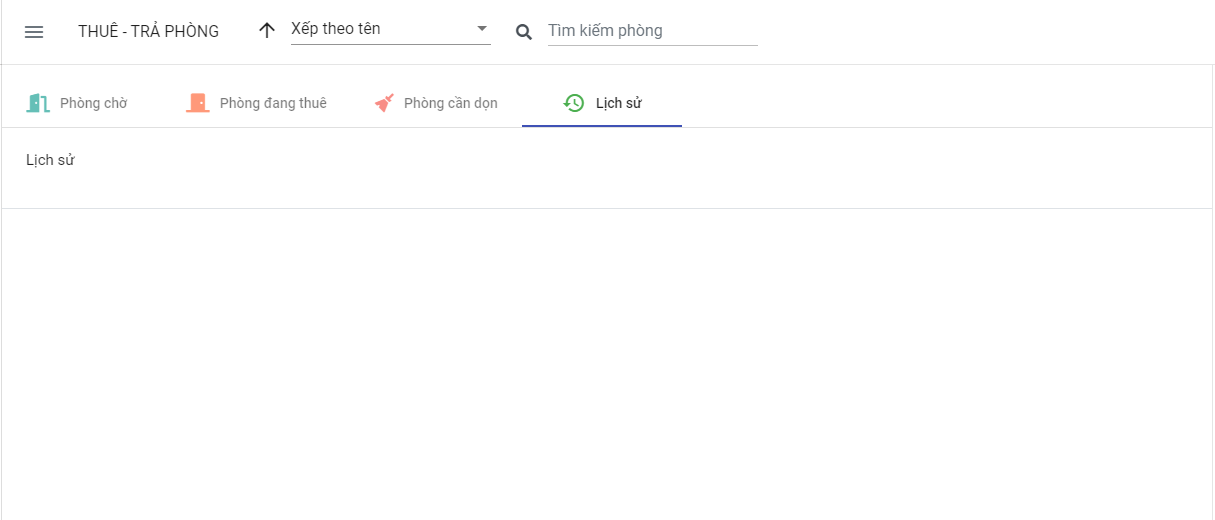 THUÊ - TRẢ PHÒNG
Xếp theo tên
Tìm kiếm phòng
Phòng chờ
Phòng đang thuê
Phòng cần dọn
Lịch sử
Lịch sử